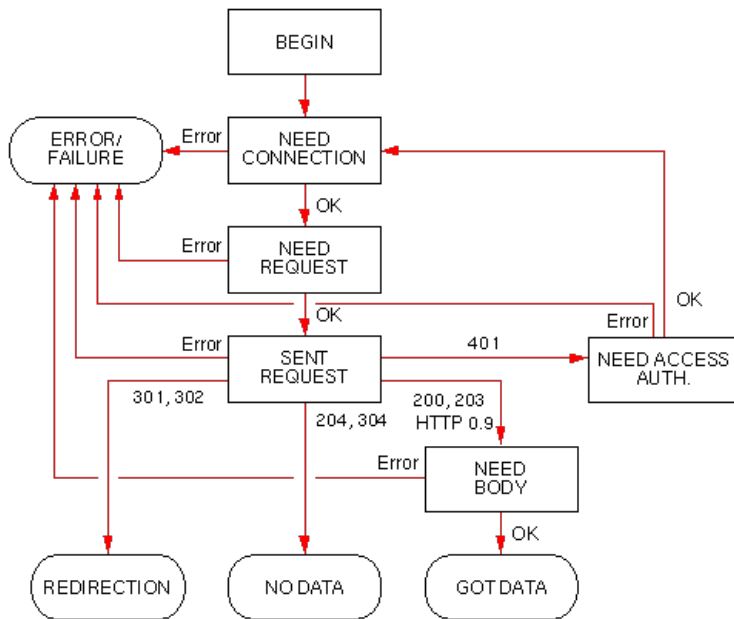 BEGIN
ERROR/
FAILURE
Error
NEED
CONNECTION
OK
Error
NEED
REQUEST
OK
Error
OK
Error
SENT
REQUEST
401
NEED ACCESS
AUTH.
301, 302
204, 304
200, 203
HTTP 0.9
Error
NEED
BODY
OK
REDIRECTION
NO DATA
GOT DATA